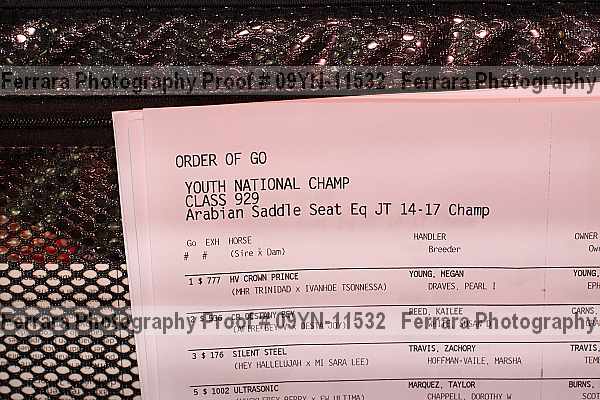 Ferrara Photography Proof # 09YN-11532 Ferrara Photography
ORDER OF GO
YOUTH NATIONAL CHAMP
CLASS 929
Arabian Saddle Seat Eq JT 14-17 Champ
Go EXH HORSE HANDLER OWNER
# # (Sire x Dam) Breeder
1 $ 777 HV CROWN PRINCE YOUNG, MEGAN YOUNG,
(MHR TRINIDAD x IVANHOE TSONNESSA) DRAVES, PEARL I EPH
REED, KAILEE CARNS,
Ferrara Photography Proof # 09YN-11532 Ferrara Photography
3 $ 176 SILENT STEEL TRAVIS, ZACHORY TRAVIS,
(HEY HALLELUJAH x MI SARA LEE) HOFFMAN-VAILE, MARSHA
5 $ 1002 ULTRASONIC MARQUEZ, TAYLOR BURNS,
CHAPPELL, DOROTHY W